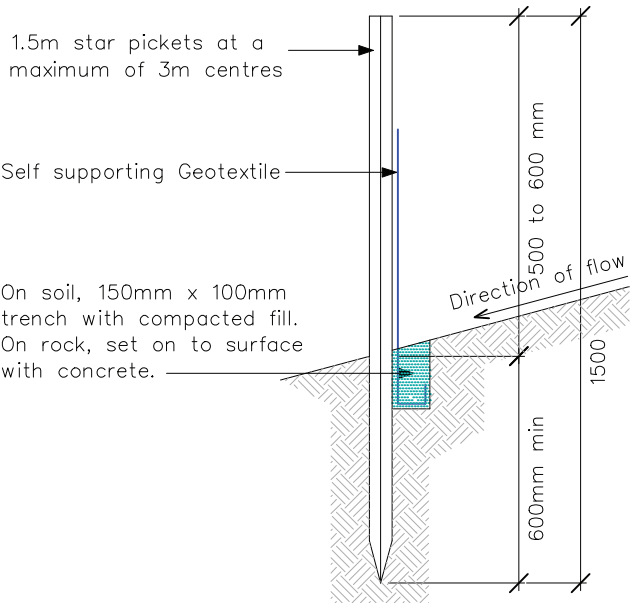 1.5m star pickets at a
maximum of 3m centres
Self supporting Geotextile
On soil, 150mm x 100mm
trench with compacted fill.
On rock, set on to surface
with concrete.
500 to 600 mm
Direction of flow
1500
600mm min